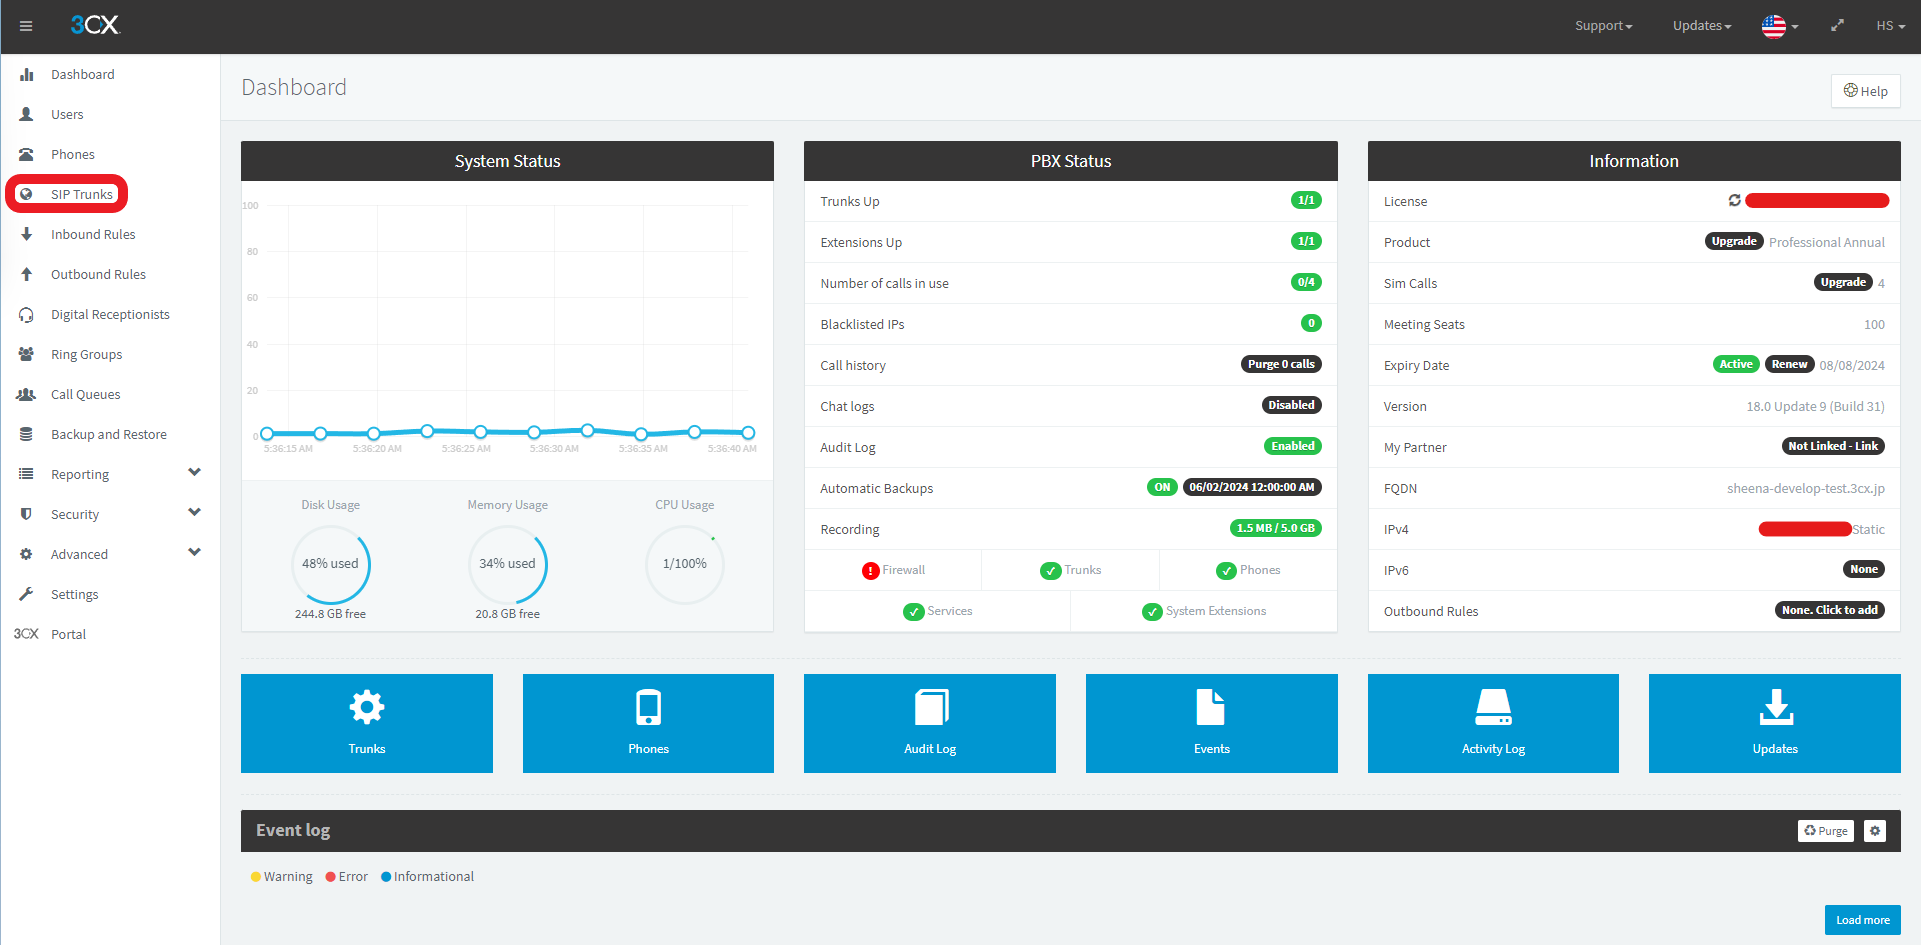 3CX
Support
Updates
HS
Dashboard
Users
Phones
SIP Trunks
Inbound Rules
Outbound Rules
Digital Receptionists
Ring Groups
Call Queues
Backup and Restore
Reporting
Security
Advanced
Settings
3CX Portal
Dashboard
Help
System Status
100
80
60
40
20
0
5:36:15 AM 5:36:20 AM 5:36:25 AM 5:36:30 AM 5:36:35 AM 5:36:40 AM
Disk Usage Memory Usage CPU Usage
48% used 34% used 1/100%
244.8 GB free 20.8 GB free
PBX Status
Trunks Up 1/1
Extensions Up 1/1
Number of calls in use 0/4
Blacklisted IPs 0
Call history Purge 0 calls
Chat logs Disabled
Audit Log Enabled
Automatic Backups ON 06/02/2024 12:00:00 AM
Recording 1.5 MB / 5.0 GB
Firewall Trunks Phones
Services System Extensions
Information
License
Product Upgrade Professional Annual
Sim Calls Upgrade 4
Meeting Seats 100
Expiry Date Active Renew 08/08/2024
Version 18.0 Update 9 (Build 31)
My Partner Not Linked - Link
FQDN sheena-develop-test.3cx.jp
IPv4 Static
IPv6 None
Outbound Rules None. Click to add
Trunks Phones Audit Log Events Activity Log Updates
Event log Purge
Warning Error Informational
Load more